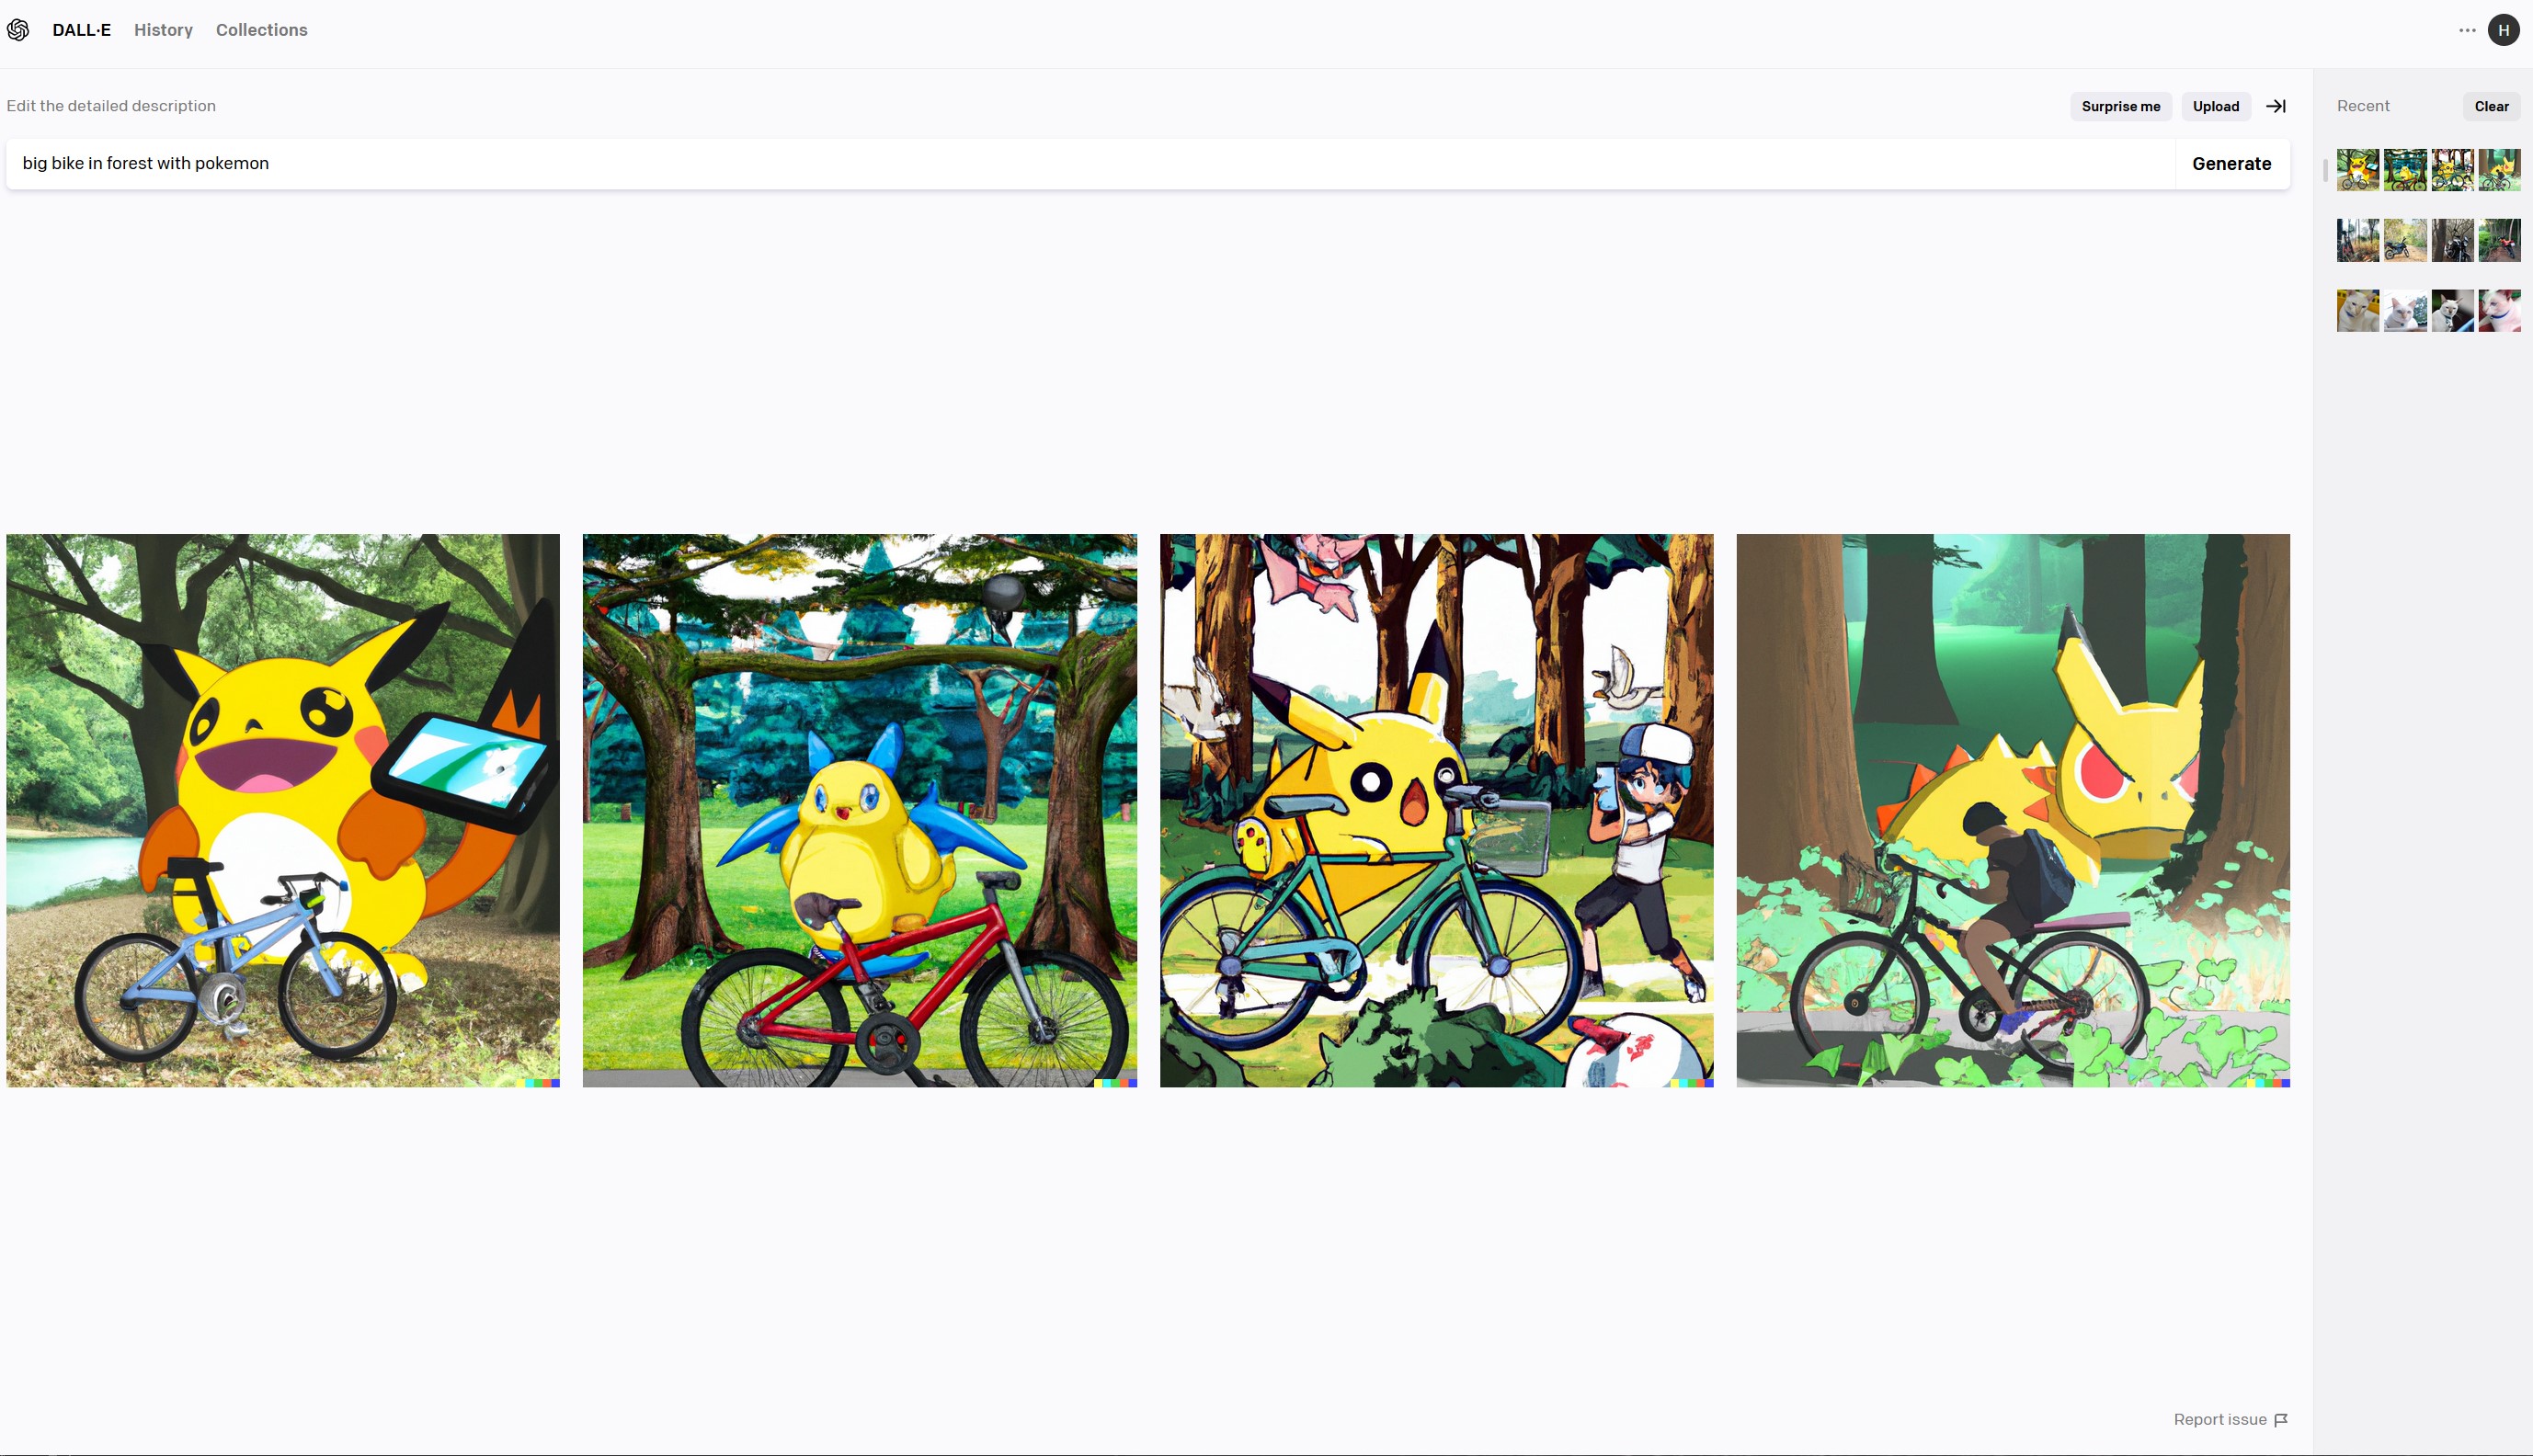 DALL·E History Collections
H
Edit the detailed description
Surprise me Upload
Recent Clear
big bike in forest with pokemon Generate
Report issue